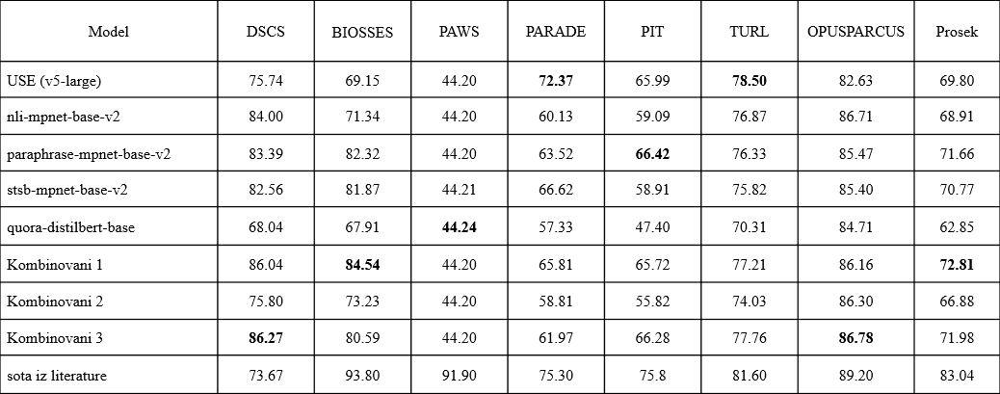 Model DSCS BIOSSES PAWS PARADE PIT TURL OPUSPARCUS Prosek
USE (v5-large) 75.74 69.15 44.20 72.37 65.99 78.50 82.63 69.80
nli-mpnet-base-v2 84.00 71.34 44.20 60.13 59.09 76.87 86.71 68.91
paraphrase-mpnet-base-v2 83.39 82.32 44.20 63.52 66.42 76.33 85.47 71.66
stsb-mpnet-base-v2 82.56 81.87 44.21 66.62 58.91 75.82 85.40 70.77
quora-distilbert-base 68.04 67.91 44.24 57.33 47.40 70.31 84.71 62.85
Kombinovani 1 86.04 84.54 44.20 65.81 65.72 77.21 86.16 72.81
Kombinovani 2 75.80 73.23 44.20 58.81 55.82 74.03 86.30 66.88
Kombinovani 3 86.27 80.59 44.20 61.97 66.28 77.76 86.78 71.98
sota iz literature 73.67 93.80 91.90 75.30 75.8 81.60 89.20 83.04